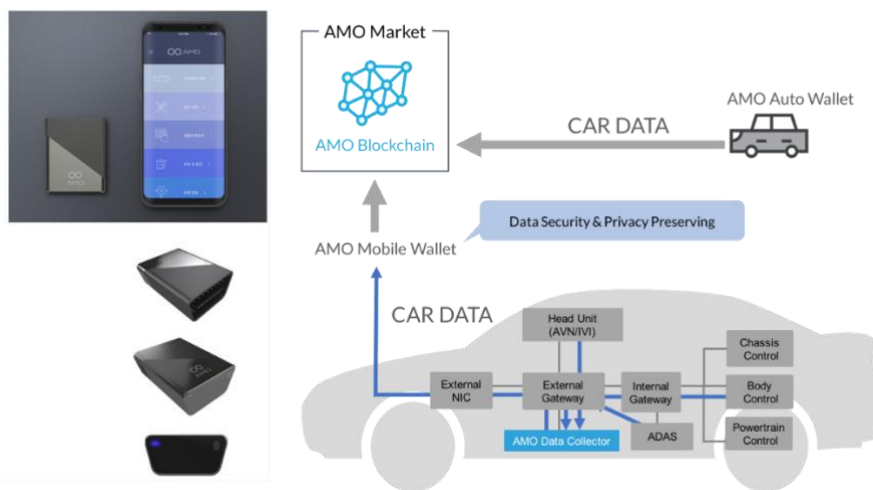 AMO
AMO
AMO Market
AMO Blockchain
CAR DATA
AMO Auto Wallet
Data Security & Privacy Preserving
AMO Mobile Wallet
CAR DATA
Head Unit
(AVN/IVI)
External
NIC
External
Gateway
Internal
Gateway
Chassis
Control
Body
Control
Powertrain
Control
AMO Data Collector
ADAS
AMO